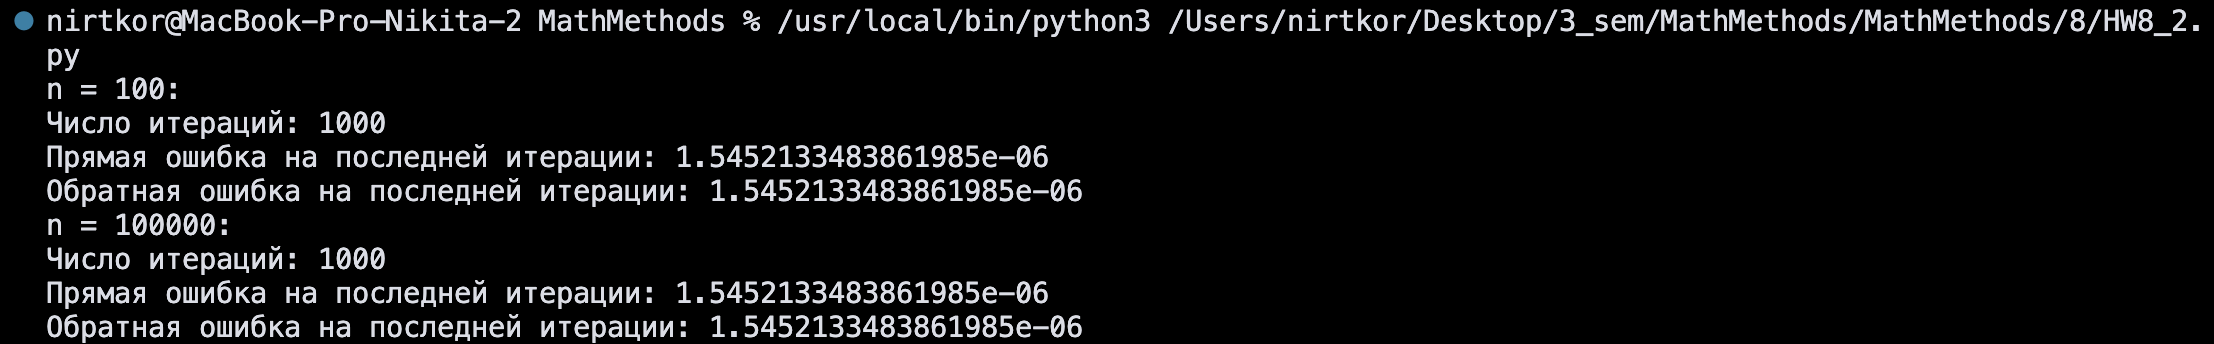 nirtkor@MacBook-Pro-Nikita-2 MathMethods % /usr/local/bin/python3 /Users/nirtkor/Desktop/3_sem/MathMethods/MathMethods/8/HW8_2.
py
n = 100:
Число итераций: 1000
Прямая ошибка на последней итерации: 1.5452133483861985e-06
Обратная ошибка на последней итерации: 1.5452133483861985e-06
n = 100000:
Число итераций: 1000
Прямая ошибка на последней итерации: 1.5452133483861985e-06
Обратная ошибка на последней итерации: 1.5452133483861985e-06